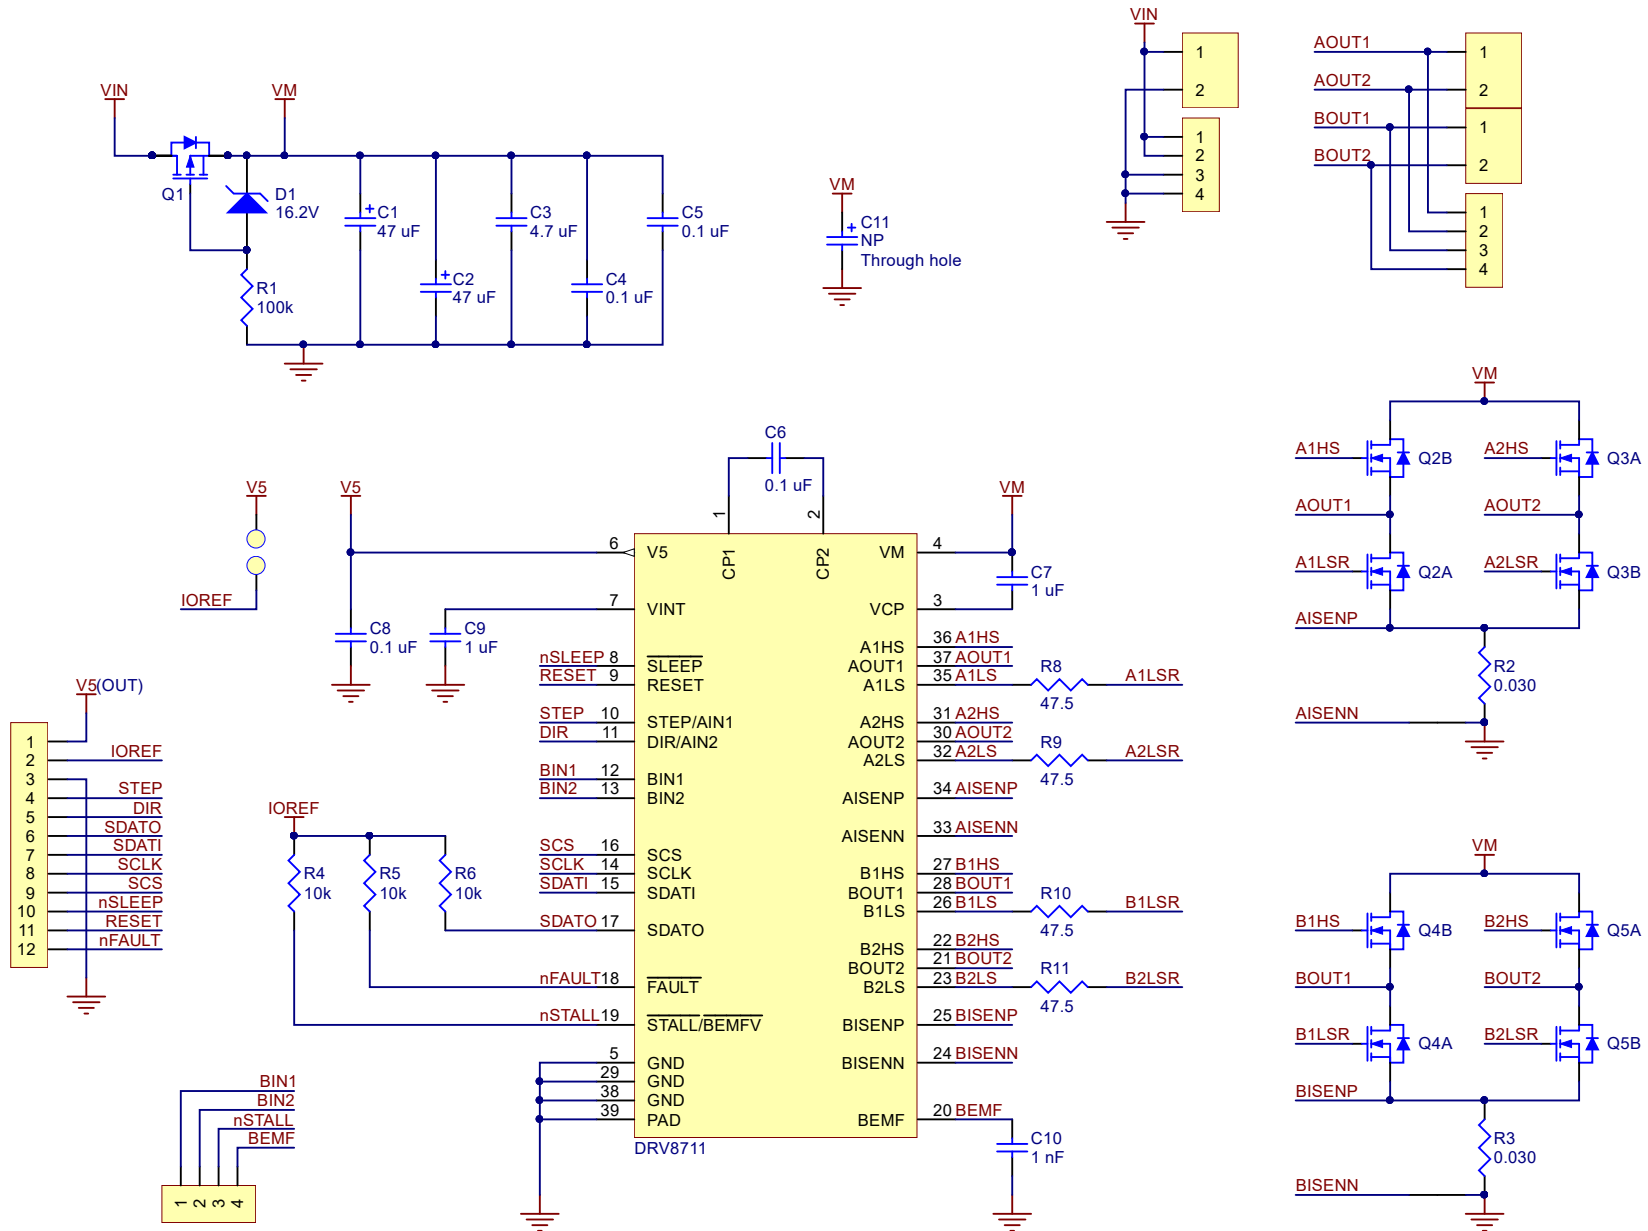 VIN
VM
Q1
D1
16.2V
R1
100k
C1
47 uF
C2
47 uF
C3
4.7 uF
C4
0.1 uF
C5
0.1 uF
VM
C11
NP
Through hole
VIN
1
2
1
2
3
4
AOUT1
AOUT2
BOUT1
BOUT2
1
2
1
2
1
2
3
4
V5
IOREF
V5
C8
0.1 uF
C9
1 uF
C6
0.1 uF
1
2
CP1
CP2
6 V5
7 VINT
nSLEEP 8 SLEEP
RESET 9 RESET
STEP 10 STEP/AIN1
DIR 11 DIR/AIN2
BIN1 12 BIN1
BIN2 13 BIN2
SCS 16 SCS
SCLK 14 SCLK
SDATI 15 SDATI
SDATO 17 SDATO
nFAULT 18 FAULT
nSTALL 19 STALL/BEMFV
5 GND
29 GND
38 GND
39 PAD
DRV8711
VM
C7
1 uF
VM 4
VCP 3
A1HS 36 A1HS
AOUT1 37 AOUT1
A1LS 35 A1LS
R8
47.5
A1LSR
A2HS 31 A2HS
AOUT2 30 AOUT2
A2LS 32 A2LS
R9
47.5
A2LSR
AISENP 34 AISENP
AISENN 33 AISENN
B1HS 27 B1HS
BOUT1 28 BOUT1
B1LS 26 B1LS
R10
47.5
B1LSR
B2HS 22 B2HS
BOUT2 21 BOUT2
B2LS 23 B2LS
R11
47.5
B2LSR
BISENP 25 BISENP
BISENN 24 BISENN
BEMF 20 BEMF
C10
1 nF
IOREF
R4
10k
R5
10k
R6
10k
V5(OUT)
1
2 IOREF
3
4 STEP
5 DIR
6 SDATO
7 SDATI
8 SCLK
9 SCS
10 nSLEEP
11 RESET
12 nFAULT
BIN1
BIN2
nSTALL
BEMF
1
2
3
4
VM
A1HS
Q2B
A2HS
Q3A
AOUT1
AOUT2
A1LSR
Q2A
A2LSR
Q3B
AISENP
R2
0.030
AISENN
VM
B1HS
Q4B
B2HS
Q5A
BOUT1
BOUT2
B1LSR
Q4A
B2LSR
Q5B
BISENP
R3
0.030
BISENN